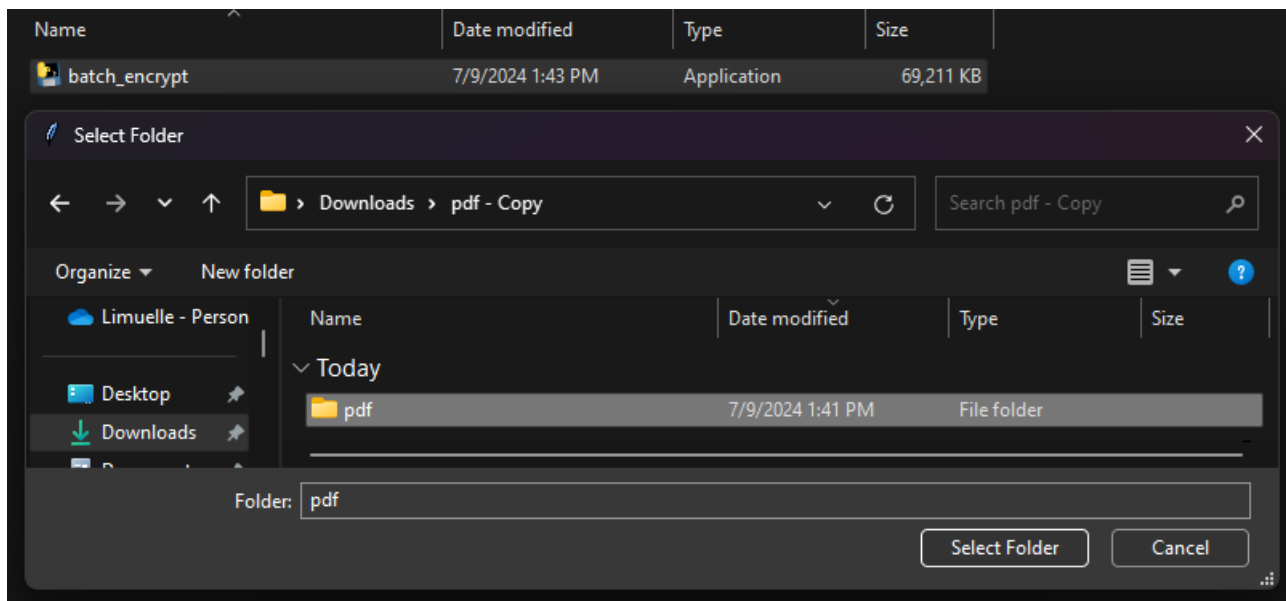 Name Date modified Type Size
batch_encrypt 7/9/2024 1:43 PM Application 69,211 KB
Select Folder
Downloads pdf - Copy Search pdf - Copy
Organize New folder
Limuelle - Person Name Date modified Type Size
Today
Desktop pdf 7/9/2024 1:41 PM File folder
Downloads
Folder: pdf
Select Folder Cancel